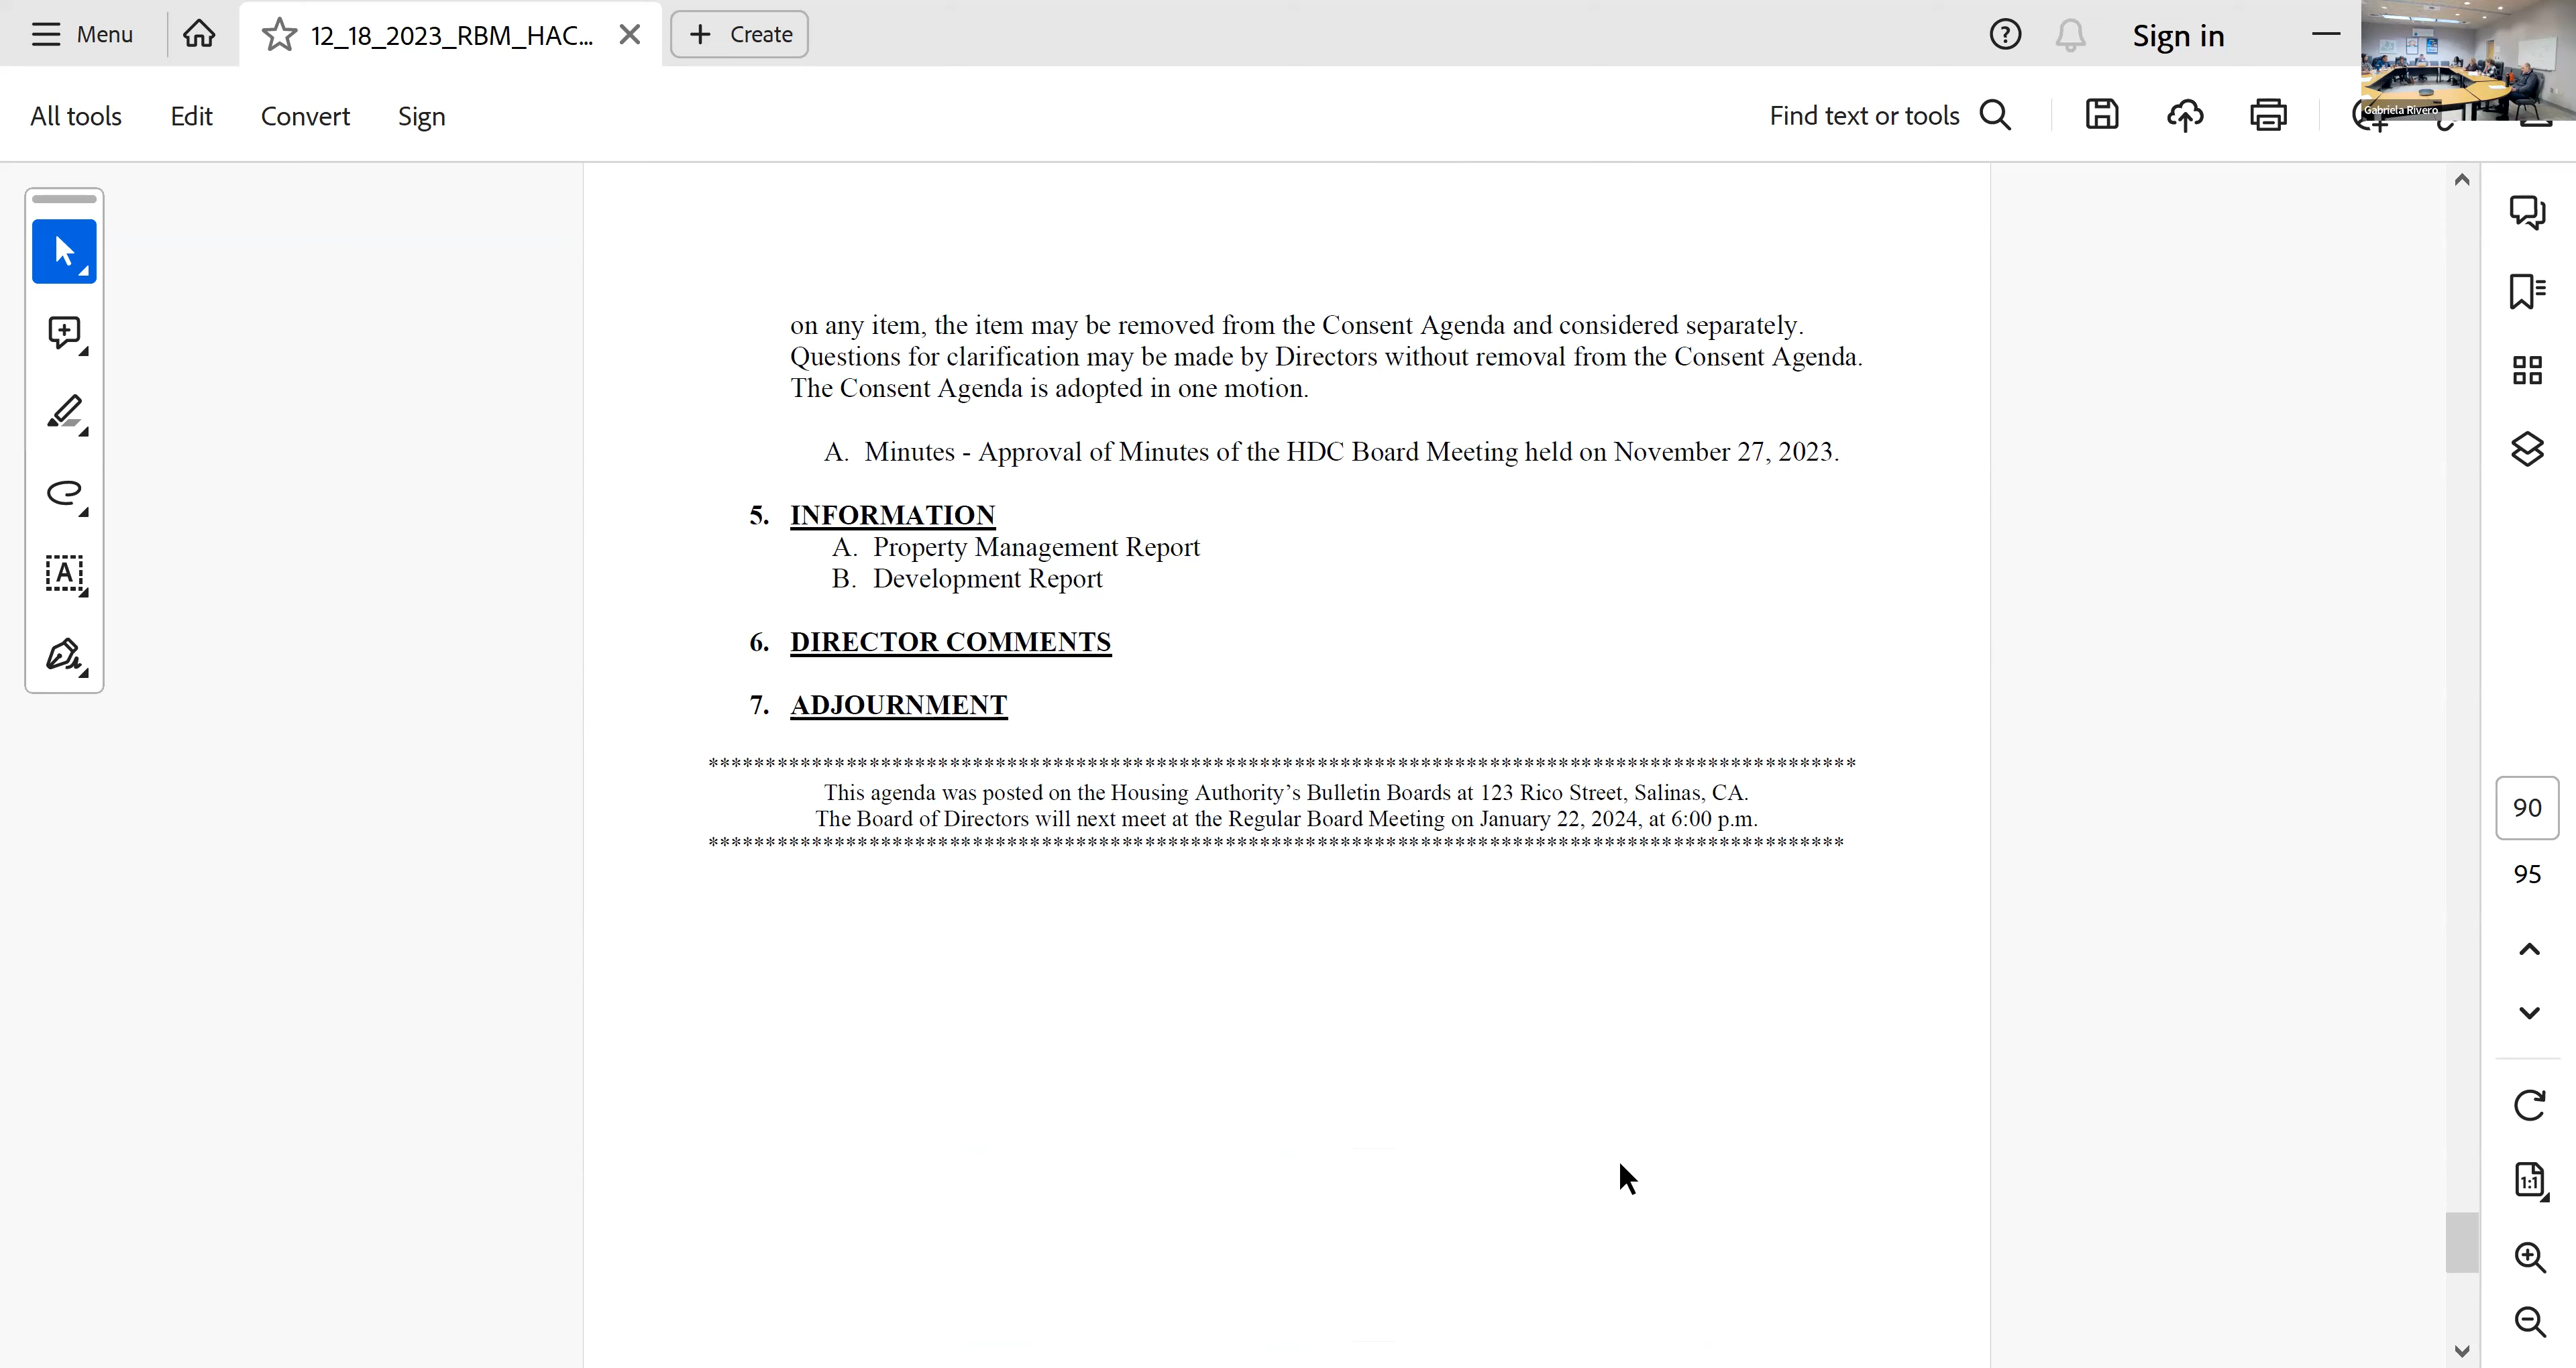 Menu
12_18_2023_RBM_HAC...
Create
Sign in
Gabriela Rivero
All tools
Edit
Convert
Sign
Find text or tools
on any item, the item may be removed from the Consent Agenda and considered separately.
Questions for clarification may be made by Directors without removal from the Consent Agenda.
The Consent Agenda is adopted in one motion.
A. Minutes - Approval of Minutes of the HDC Board Meeting held on November 27, 2023.
5. INFORMATION
A. Property Management Report
B. Development Report
6. DIRECTOR COMMENTS
7. ADJOURNMENT
****************************************************************************************************
This agenda was posted on the Housing Authority's Bulletin Boards at 123 Rico Street, Salinas, CA.
The Board of Directors will next meet at the Regular Board Meeting on January 22, 2024, at 6:00 p.m.
***************************************************************************************************
90
95
1:1